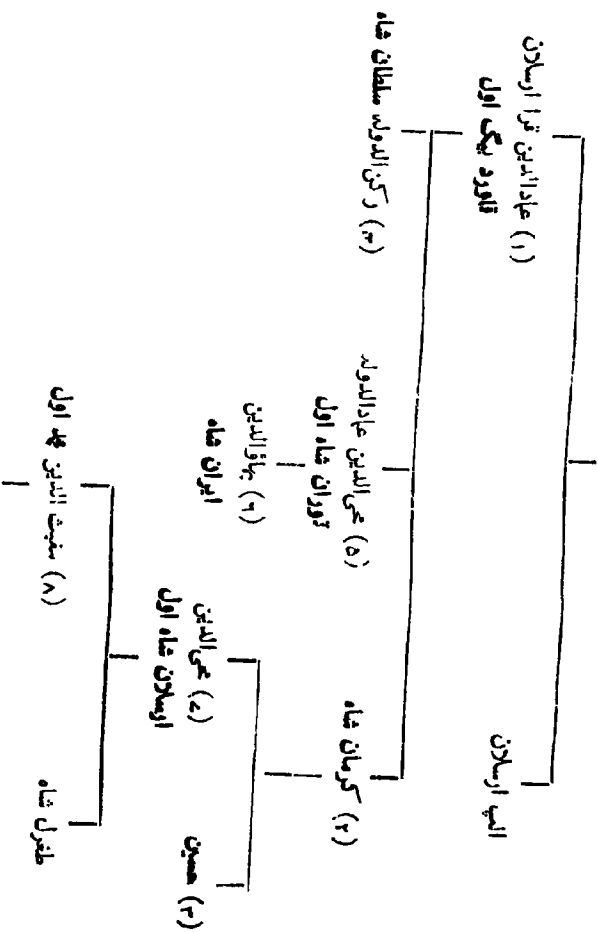 (۱) عمادالدین قرا ارسلان
قاورد بیگ اول
الپ ارسلان
(۴) رکن الدوله سلطان شاه
(۵) محی الدین عمادالدوله
توران شاه اول
(۲) کرمان شاه
(۶) بهاءالدین
ایران شاه
(۷) محی الدین
ارسلان شاه اول
(۳) حسین
(۸) مغیث الدین محمد اول
طغرل شاه